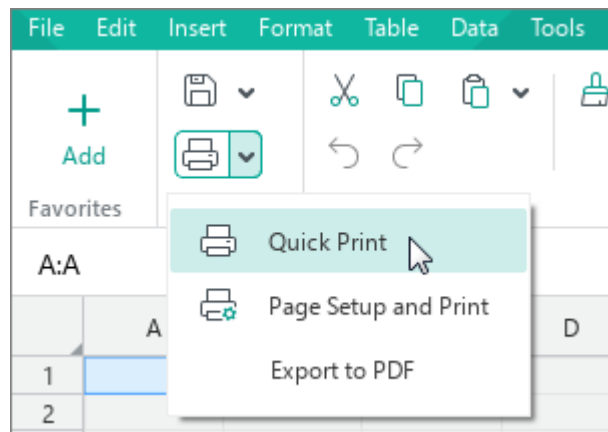 File Edit Insert Format Table Data Tools
Add
Favorites
Quick Print
A:A
Page Setup and Print
A D
Export to PDF
1
2